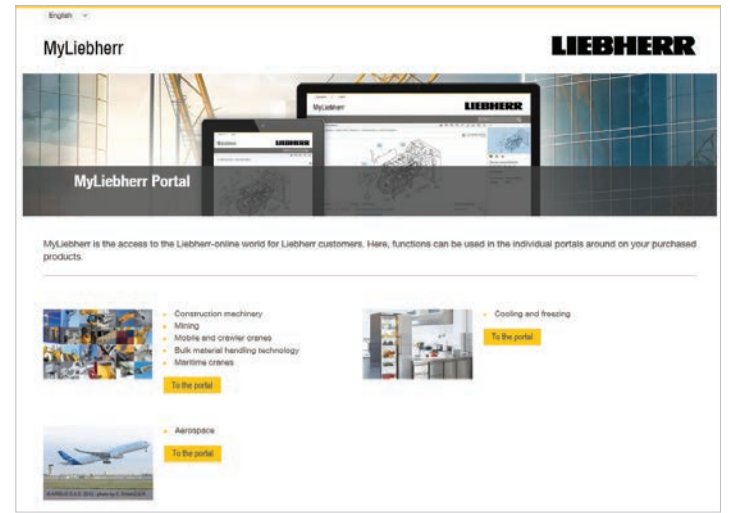 English
MyLiebherr
LIEBHERR
MyLiebherr
LIEBHERR
LIEBHERR
MyLiebherr Portal
MyLiebherr is the access to the Liebherr-online world for Liebherr customers. Here, functions can be used in the individual portals around on your purchased
products.
Construction machinery
Mining
Mobile and crawler cranes
Bulk material handling technology
Maritime cranes
To the portal
Cooling and freezing
To the portal
Aerospace
To the portal